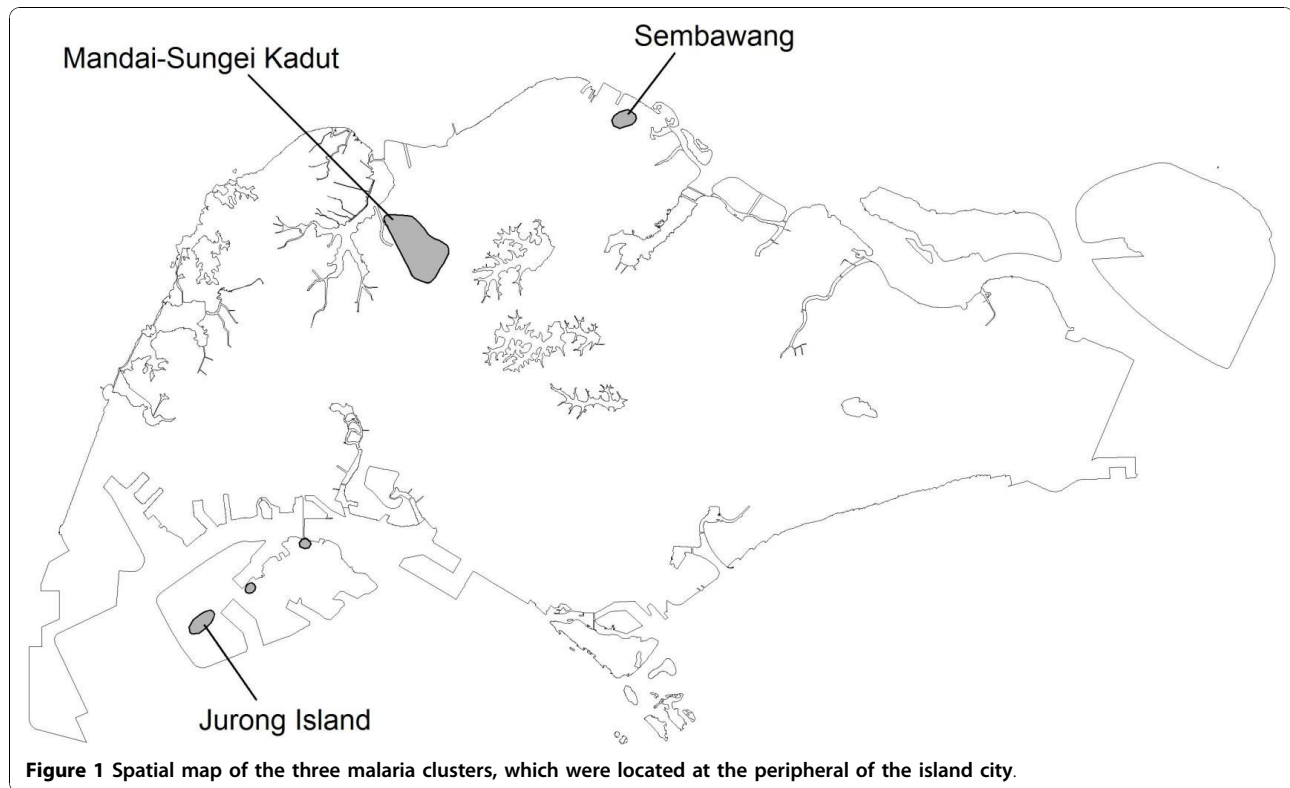 Sembawang
Mandai-Sungei Kadut
Jurong Island
Figure 1 Spatial map of the three malaria clusters, which were located at the peripheral of the island city.